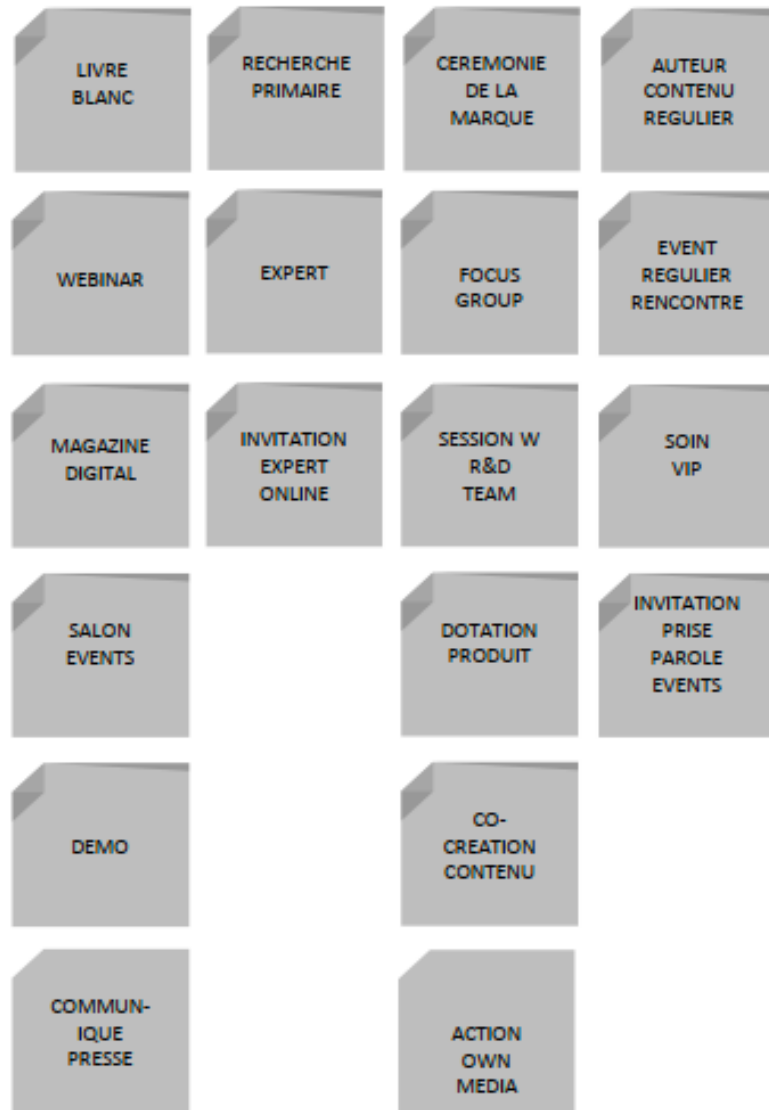 LIVRE
BLANC
RECHERCHE
PRIMAIRE
CEREMONIE
DE LA
MARQUE
AUTEUR
CONTENU
REGULIER
WEBINAR
EXPERT
FOCUS
GROUP
EVENT
REGULIER
RENCONTRE
MAGAZINE
DIGITAL
INVITATION
EXPERT
ONLINE
SESSION W
R&D
TEAM
SOIN
VIP
SALON
EVENTS
DOTATION
PRODUIT
INVITATION
PRISE
PAROLE
EVENTS
DEMO
CO-
CREATION
CONTENU
COMMUN-
IQUE
PRESSE
ACTION
OWN
MEDIA